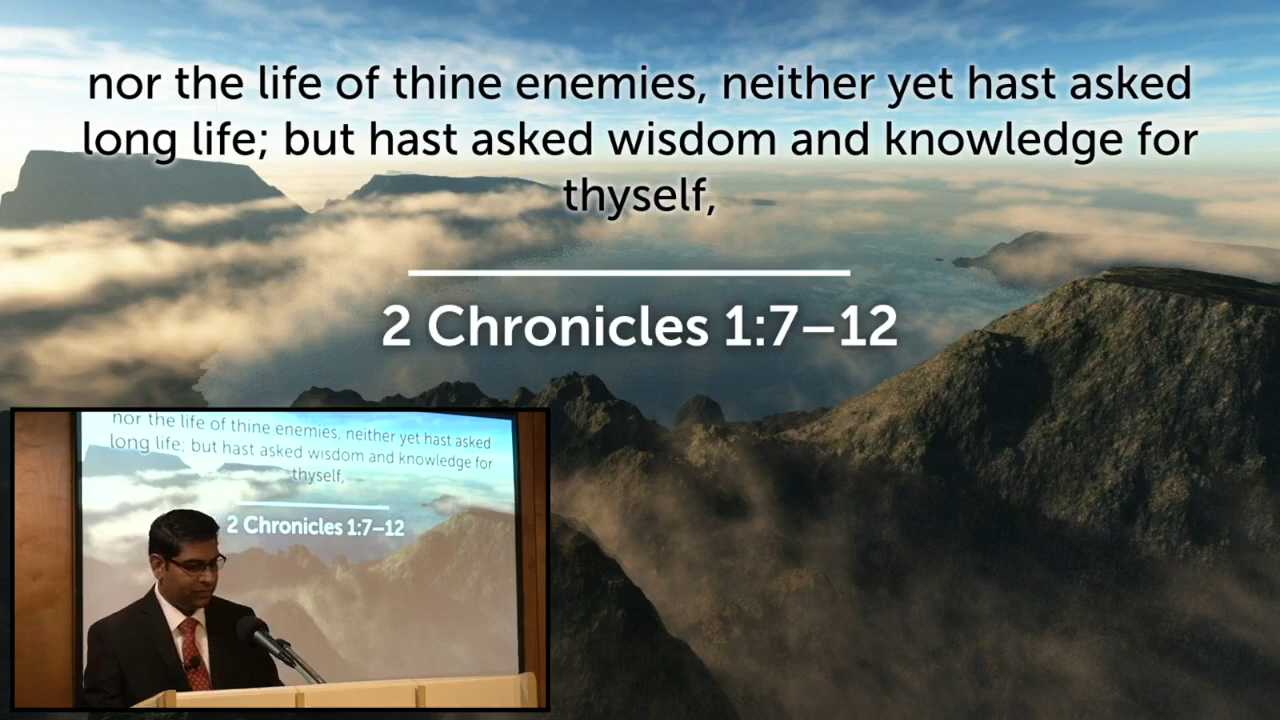 nor the life of thine enemies, neither yet hast asked
long life; but hast asked wisdom and knowledge for
thyself,
2 Chronicles 1:7–12
nor the life of thine enemies, neither yet hast asked
long life; but hast asked wisdom and knowledge for
thyself,
2 Chronicles 1:7–12